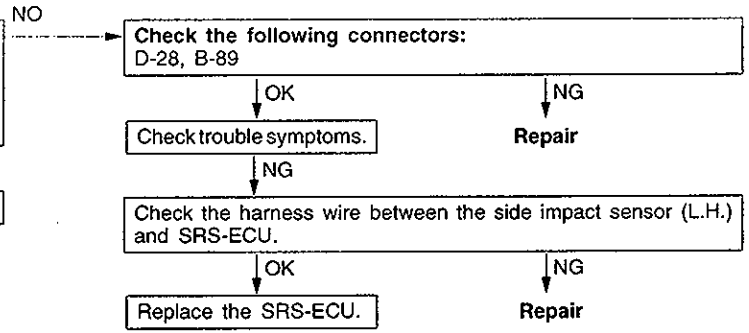 NO
Check the following connectors:
D-28, B-89
OK
NG
Check trouble symptoms.
Repair
NG
Check the harness wire between the side impact sensor (L.H.)
and SRS-ECU.
OK
NG
Replace the SRS-ECU.
Repair